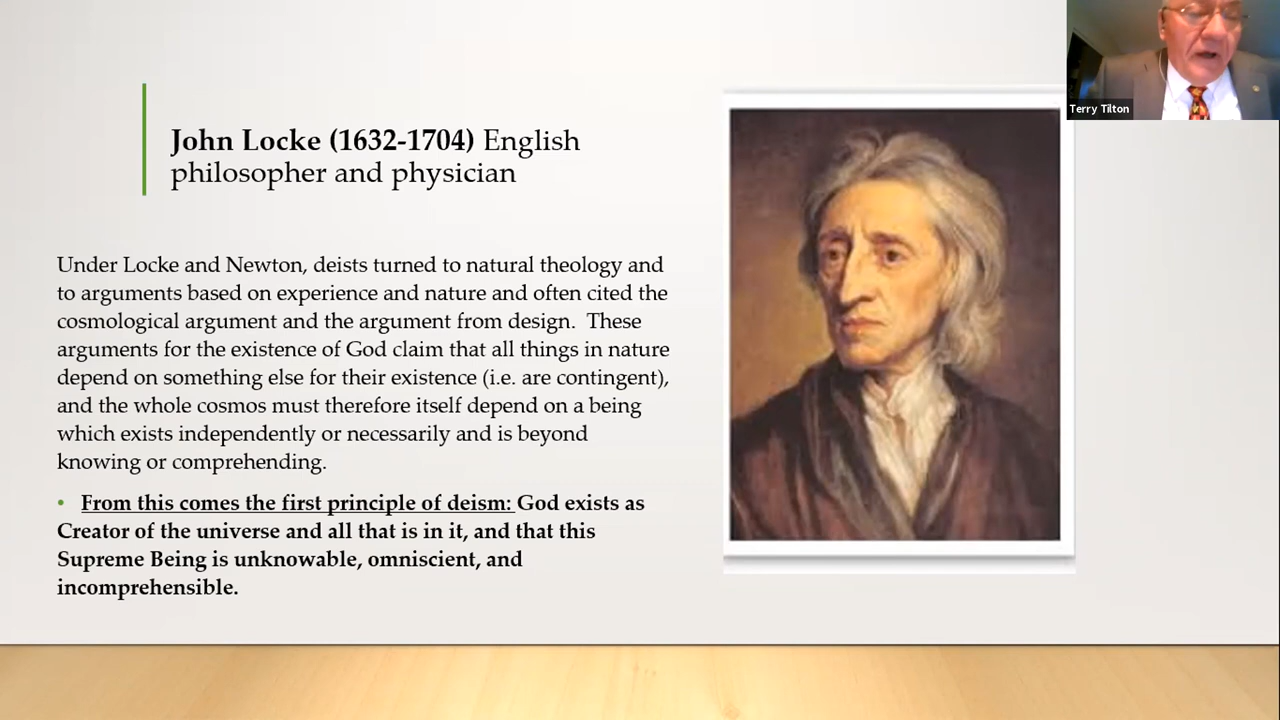 Terry Tilton
John Locke (1632-1704) English
philosopher and physician
Under Locke and Newton, deists turned to natural theology and
to arguments based on experience and nature and often cited the
cosmological argument and the argument from design.  These
arguments for the existence of God claim that all things in nature
depend on something else for their existence (i.e. are contingent),
and the whole cosmos must therefore itself depend on a being
which exists independently or necessarily and is beyond
knowing or comprehending.
• From this comes the first principle of deism: God exists as
Creator of the universe and all that is in it, and that this
Supreme Being is unknowable, omniscient, and
incomprehensible.